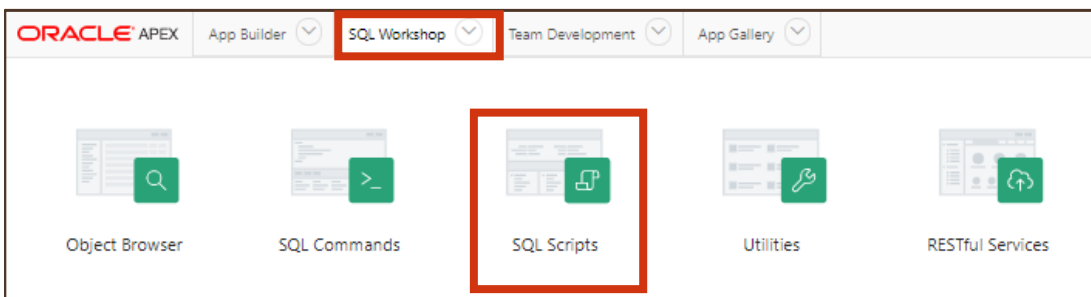 ORACLE APEX App Builder SQL Workshop Team Development App Gallery
>_
Object Browser SQL Commands SQL Scripts Utilities RESTful Services